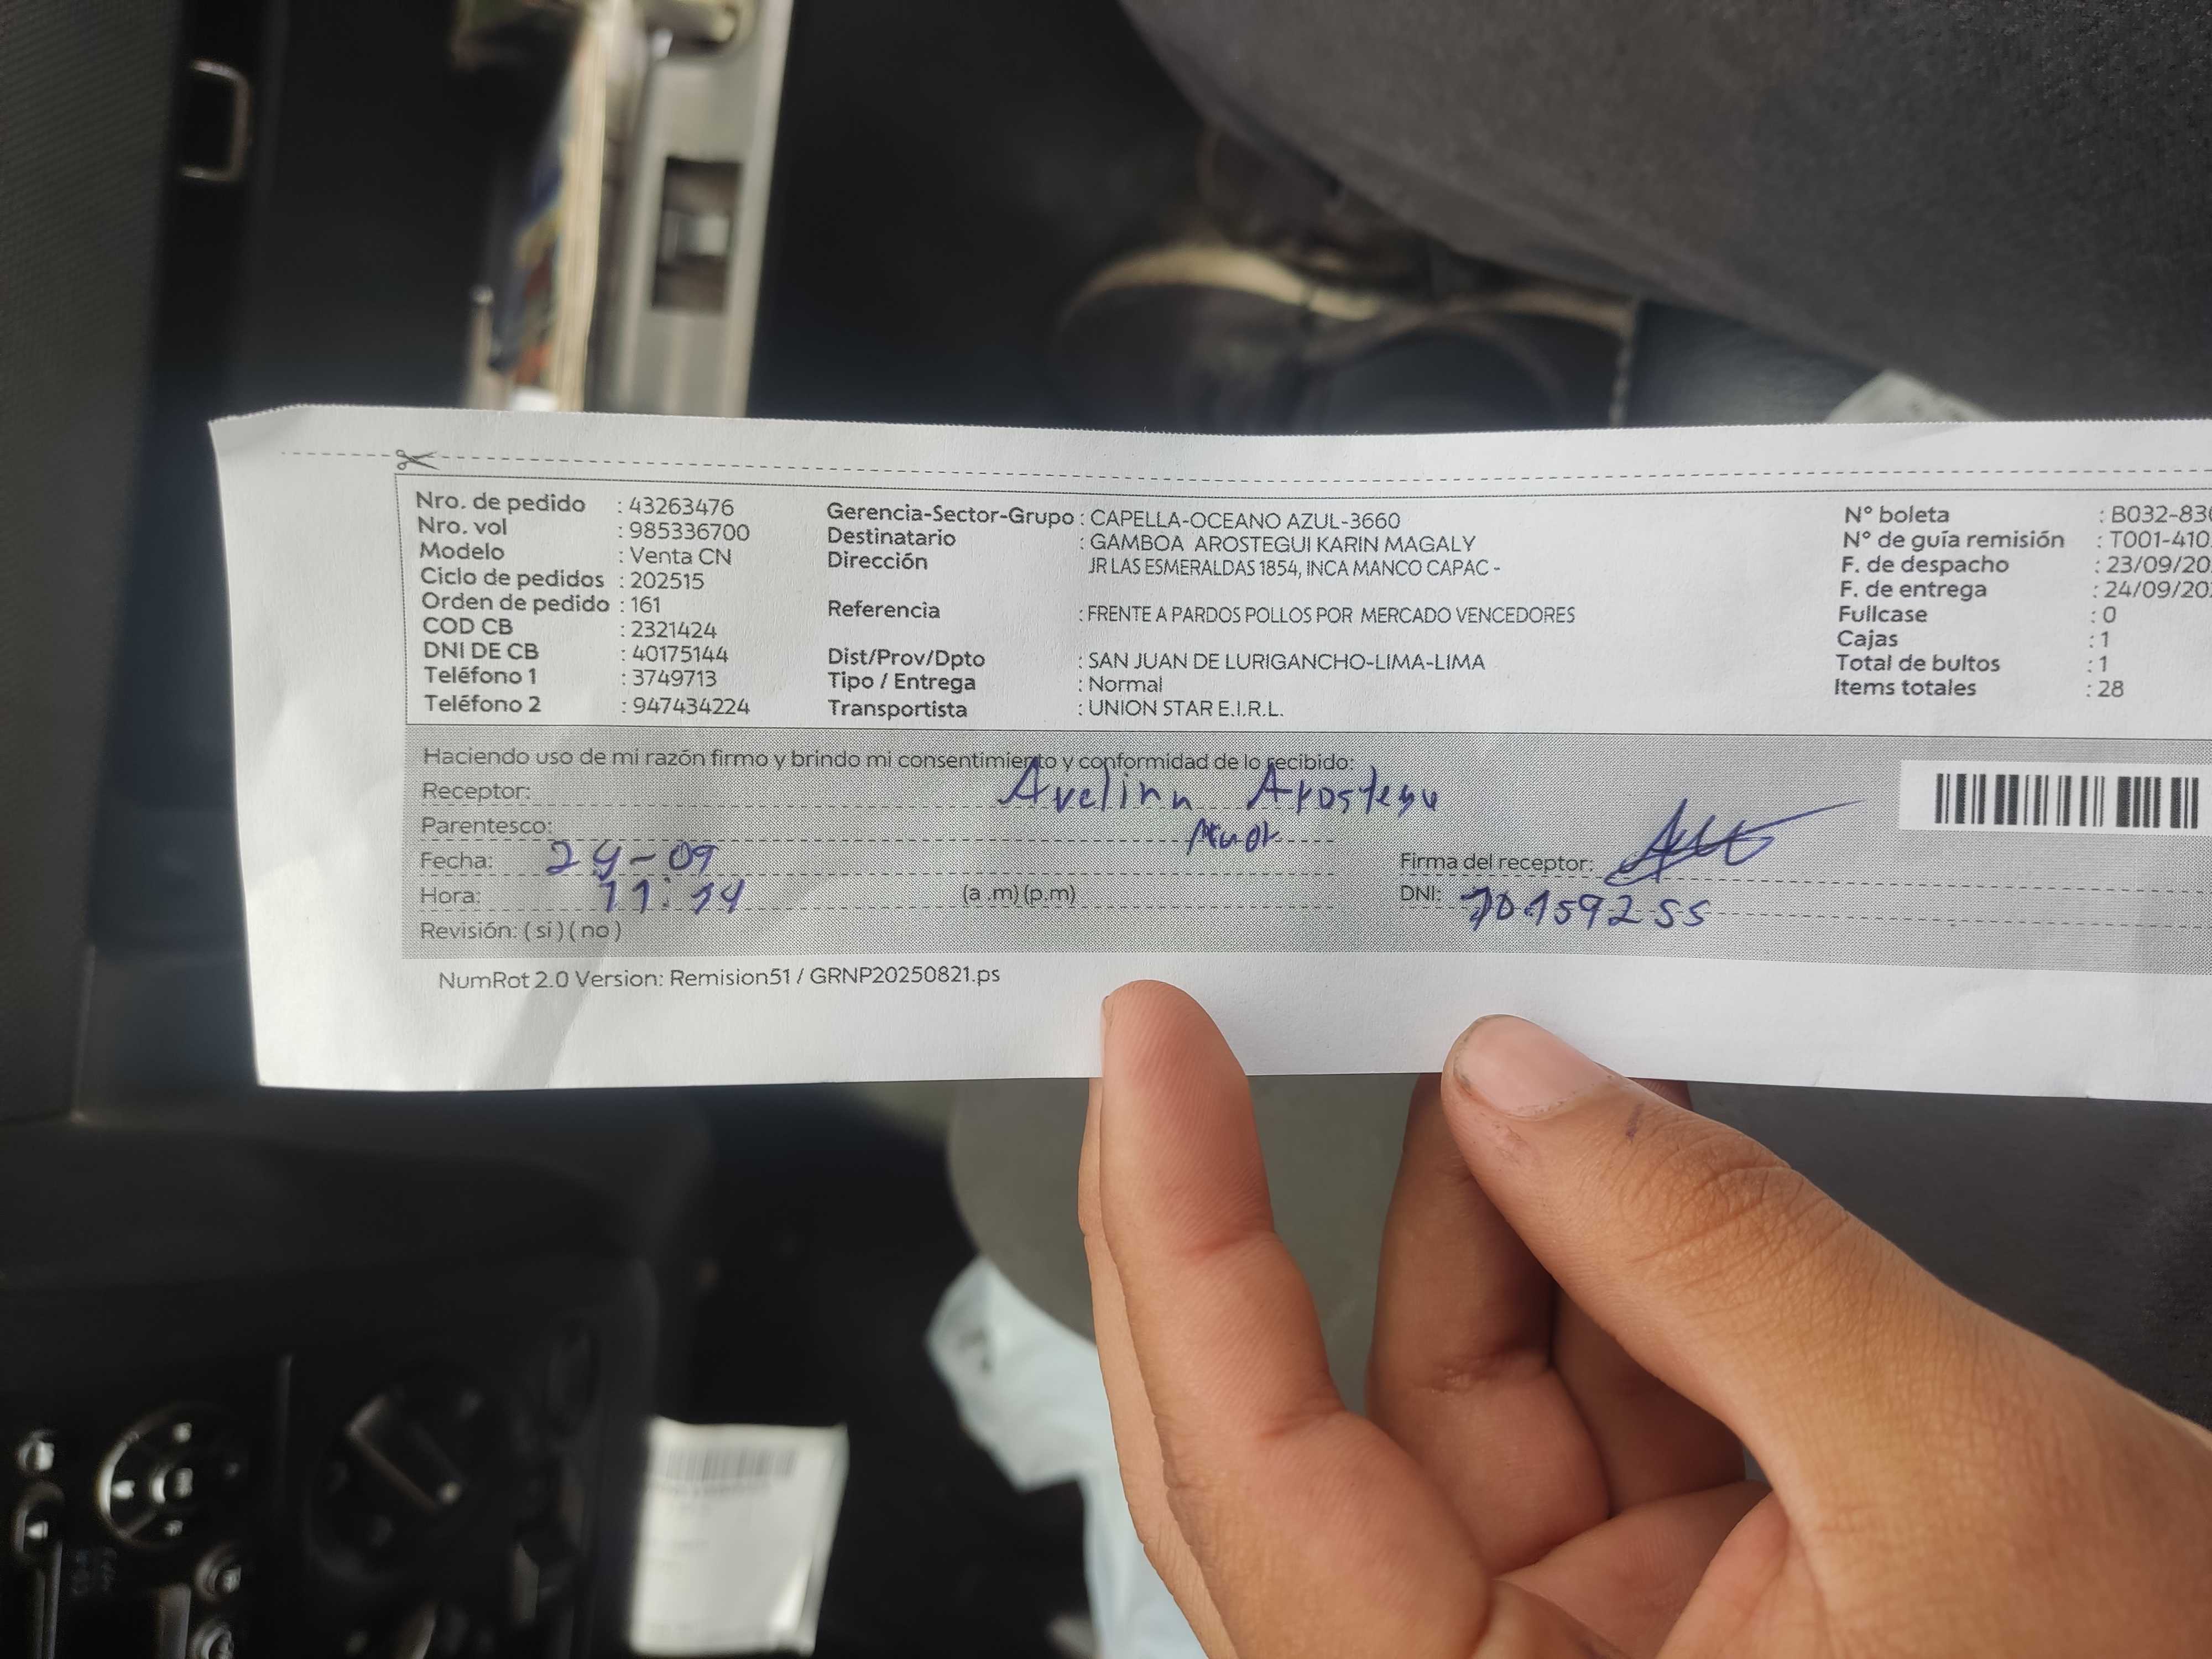 Nro. de pedido : 43263476
Nro. vol : 985336700
Modelo : Venta CN
Ciclo de pedidos : 202515
Orden de pedido : 161
COD CB : 2321424
DNI DE CB : 40175144
Teléfono 1 : 3749713
Teléfono 2 : 947434224
Gerencia-Sector-Grupo : CAPELLA-OCEANO AZUL-3660
Destinatario : GAMBOA AROSTEGUI KARIN MAGALY
Dirección JR LAS ESMERALDAS 1854, INCA MANCO CAPAC -
Referencia : FRENTE A PARDOS POLLOS POR MERCADO VENCEDORES
Dist/Prov/Dpto : SAN JUAN DE LURIGANCHO-LIMA-LIMA
Tipo / Entrega : Normal
Transportista : UNION STAR E.I.R.L.
N° boleta : B032-83
N° de guía remisión : T001-410
F. de despacho : 23/09/20
F. de entrega : 24/09/20
Fullcase : 0
Cajas : 1
Total de bultos : 1
Items totales : 28
Haciendo uso de mi razón firmo y brindo mi consentimiento y conformidad de lo recibido:
Receptor: Avelinn Arostegu
Parentesco:
Fecha: 24-09
Hora: 11:14 (a .m) (p.m)
Revisión: ( si ) ( no )
Firma del receptor:
DNI: 70159255
NumRot 2.0 Version: Remision51 / GRNP20250821.ps